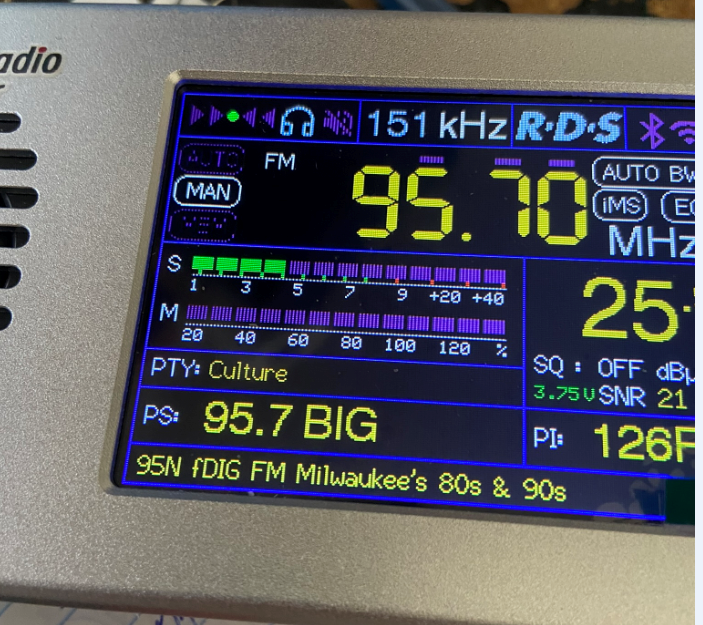 adio
151 kHz R·D·S
FM 95.70 AUTO BW
MAN iMS
MHz
S
1 3 5 7 9 +20 +40
M
20 40 60 80 100 120 %
25.
SQ : OFF dBµ
3.75V SNR 21
PTY: Culture
PS: 95.7 BIG
PI: 126F
95N fDIG FM Milwaukee's 80s & 90s